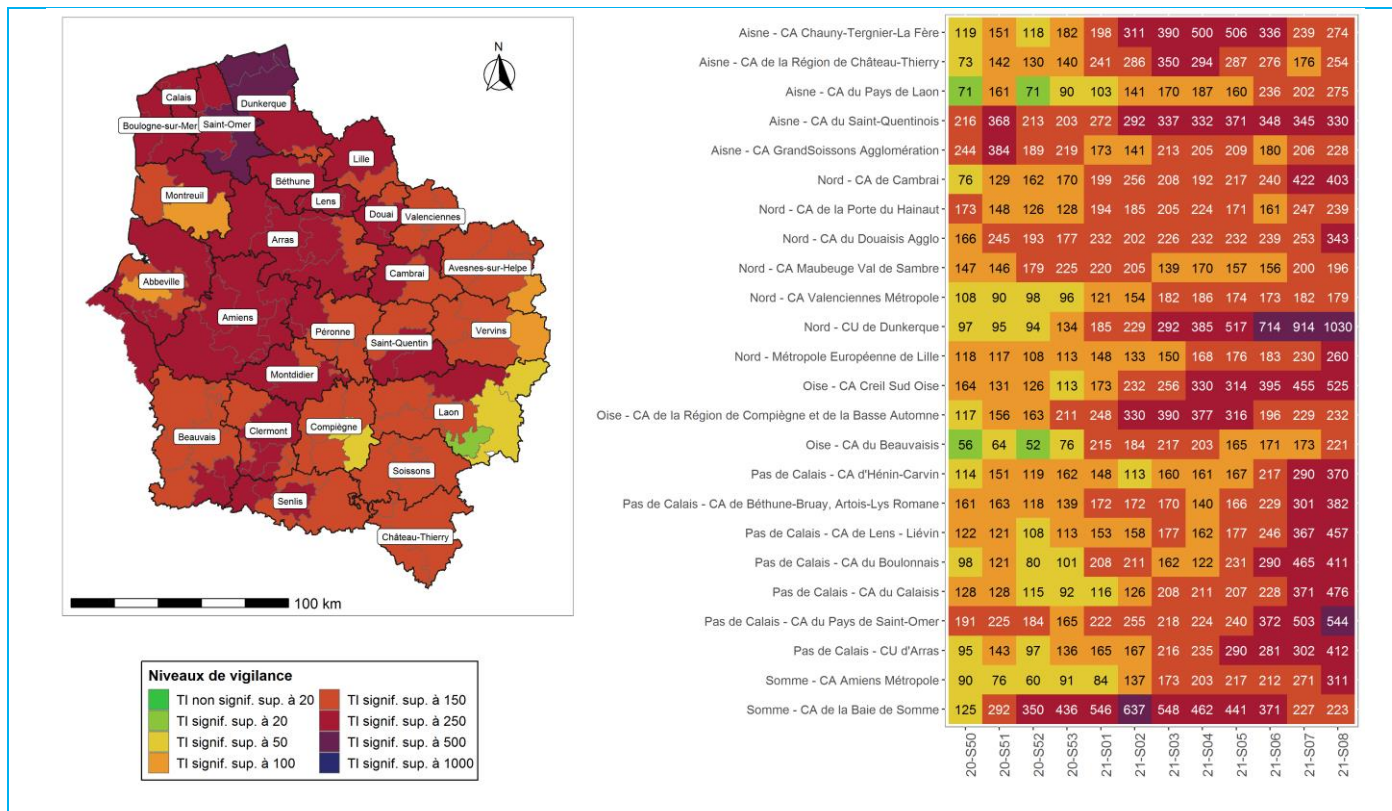 N
Calais
Dunkerque
Boulogne-sur-Mer
Saint-Omer
Lille
Béthune
Montreuil
Lens
Douai
Valenciennes
Arras
Avesnes-sur-Helpe
Cambrai
Abbeville
Amiens
Péronne
Vervins
Saint-Quentin
Montdidier
Laon
Clermont
Compiègne
Beauvais
Soissons
Senlis
Château-Thierry
100 km
Niveaux de vigilance
TI non signif. sup. à 20
TI signif. sup. à 20
TI signif. sup. à 50
TI signif. sup. à 100
TI signif. sup. à 150
TI signif. sup. à 250
TI signif. sup. à 500
TI signif. sup. à 1000
Aisne - CA Chauny-Tergnier-La Fère 119 151 118 182 198 311 390 500 506 336 239 274
Aisne - CA de la Région de Château-Thierry 73 142 130 140 241 286 350 294 287 276 176 254
Aisne - CA du Pays de Laon 71 161 71 90 103 141 170 187 160 236 202 275
Aisne - CA du Saint-Quentinois 216 368 213 203 272 292 337 332 371 348 345 330
Aisne - CA GrandSoissons Agglomération 244 384 189 219 173 141 213 205 209 180 206 228
Nord - CA de Cambrai 76 129 162 170 199 256 208 192 217 240 422 403
Nord - CA de la Porte du Hainaut 173 148 126 128 194 185 205 224 171 161 247 239
Nord - CA du Douaisis Agglo 166 245 193 177 232 202 226 232 232 239 253 343
Nord - CA Maubeuge Val de Sambre 147 146 179 225 220 205 139 170 157 156 200 196
Nord - CA Valenciennes Métropole 108 90 98 96 121 154 182 186 174 173 182 179
Nord - CU de Dunkerque 97 95 94 134 185 229 292 385 517 714 914 1030
Nord - Métropole Européenne de Lille 118 117 108 113 148 133 150 168 176 183 230 260
Oise - CA Creil Sud Oise 164 131 126 113 173 232 256 330 314 395 455 525
Oise - CA de la Région de Compiègne et de la Basse Automne 117 156 163 211 248 330 390 377 316 196 229 232
Oise - CA du Beauvaisis 56 64 52 76 215 184 217 203 165 171 173 221
Pas de Calais - CA d'Hénin-Carvin 114 151 119 162 148 113 160 161 167 217 290 370
Pas de Calais - CA de Béthune-Bruay, Artois-Lys Romane 161 163 118 139 172 172 170 140 166 229 301 382
Pas de Calais - CA de Lens - Liévin 122 121 108 113 153 158 177 162 177 246 367 457
Pas de Calais - CA du Boulonnais 98 121 80 101 208 211 162 122 231 290 465 411
Pas de Calais - CA du Calaisis 128 128 115 92 116 126 208 211 207 228 371 476
Pas de Calais - CA du Pays de Saint-Omer 191 225 184 165 222 255 218 224 240 372 503 544
Pas de Calais - CU d'Arras 95 143 97 136 165 167 216 235 290 281 302 412
Somme - CA Amiens Métropole 90 76 60 91 84 137 173 203 217 212 271 311
Somme - CA de la Baie de Somme 125 292 350 436 546 637 548 462 441 371 227 223
20-S50 20-S51 20-S52 20-S53 21-S01 21-S02 21-S03 21-S04 21-S05 21-S06 21-S07 21-S08